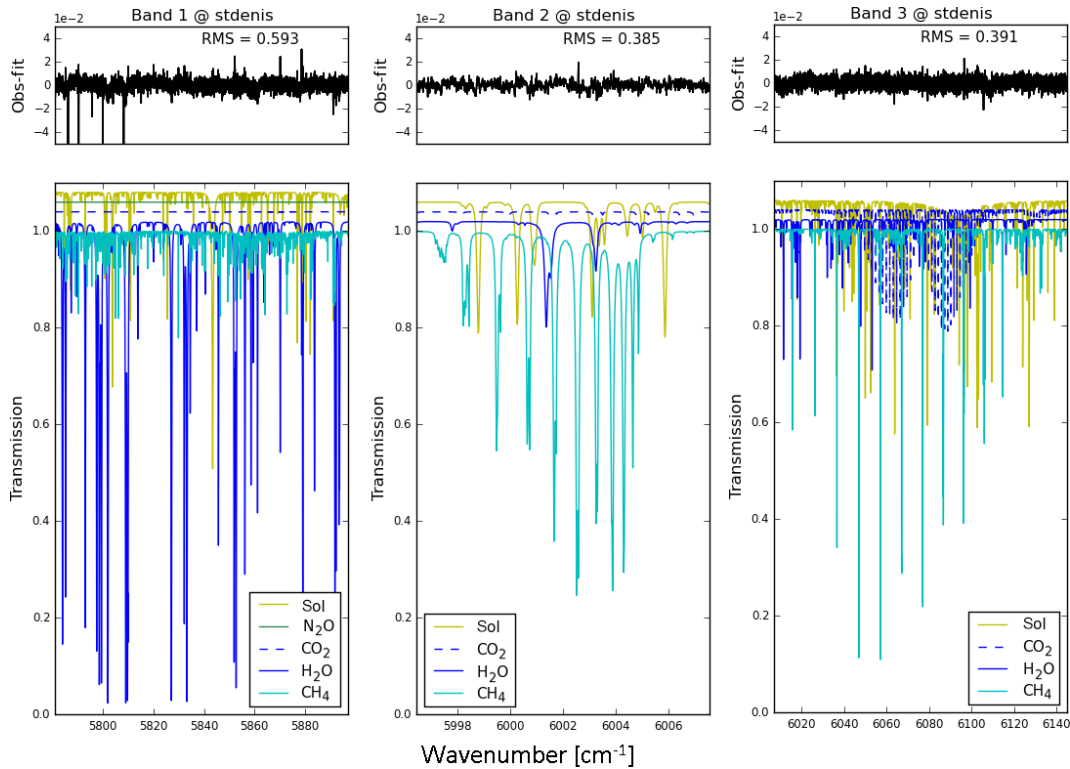 Band 1 @ stdenis
1e−2
RMS = 0.593
Obs-fit
4
2
0
−2
−4
Band 2 @ stdenis
1e−2
RMS = 0.385
Obs-fit
4
2
0
−2
−4
Band 3 @ stdenis
1e−2
RMS = 0.391
Obs-fit
4
2
0
−2
−4
Transmission
1.0
0.8
0.6
0.4
0.2
0.0
Sol
N₂O
CO₂
H₂O
CH₄
5800 5820 5840 5860 5880
Transmission
1.0
0.8
0.6
0.4
0.2
0.0
Sol
CO₂
H₂O
CH₄
5998 6000 6002 6004 6006
Transmission
1.0
0.8
0.6
0.4
0.2
0.0
Sol
CO₂
H₂O
CH₄
6020 6040 6060 6080 6100 6120 6140
Wavenumber [cm⁻¹]